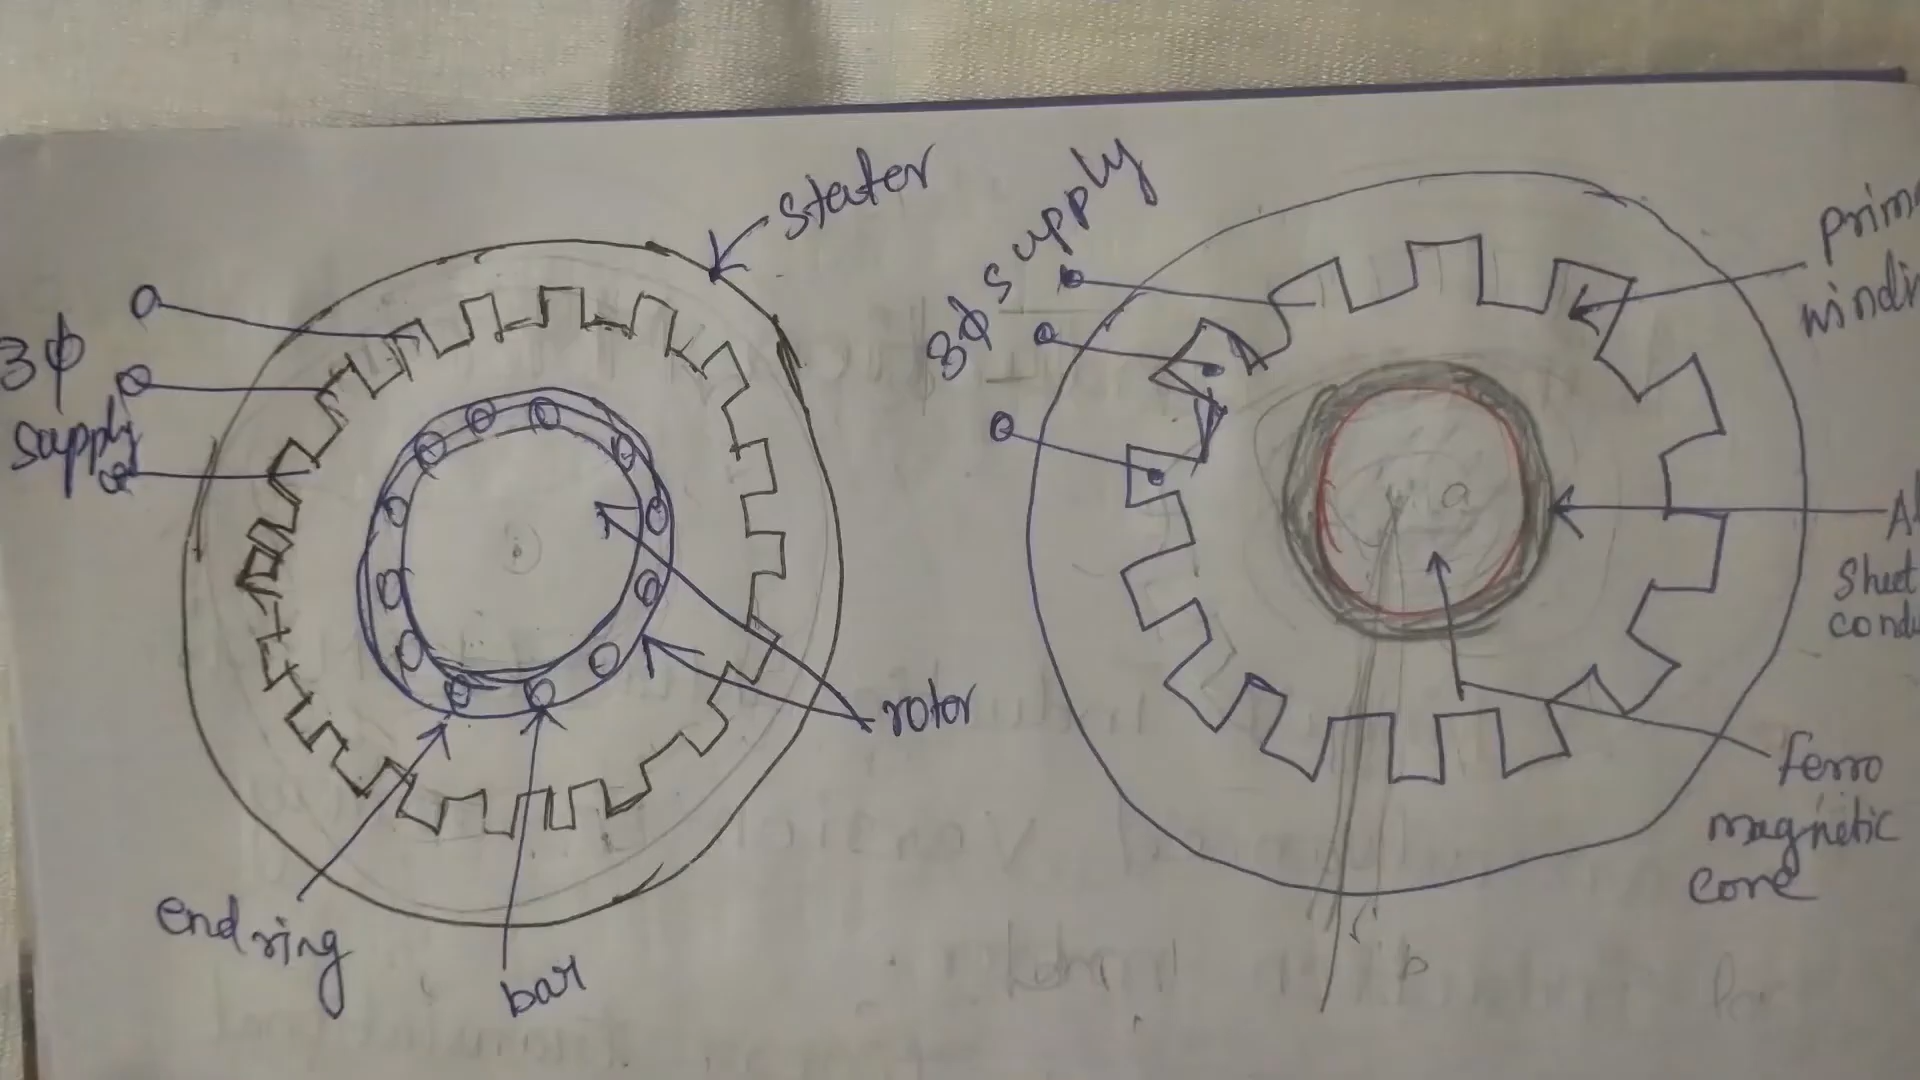 stator
3ϕ
supply
end ring
bar
rotor
3ϕ supply
ferro
magnetic
core